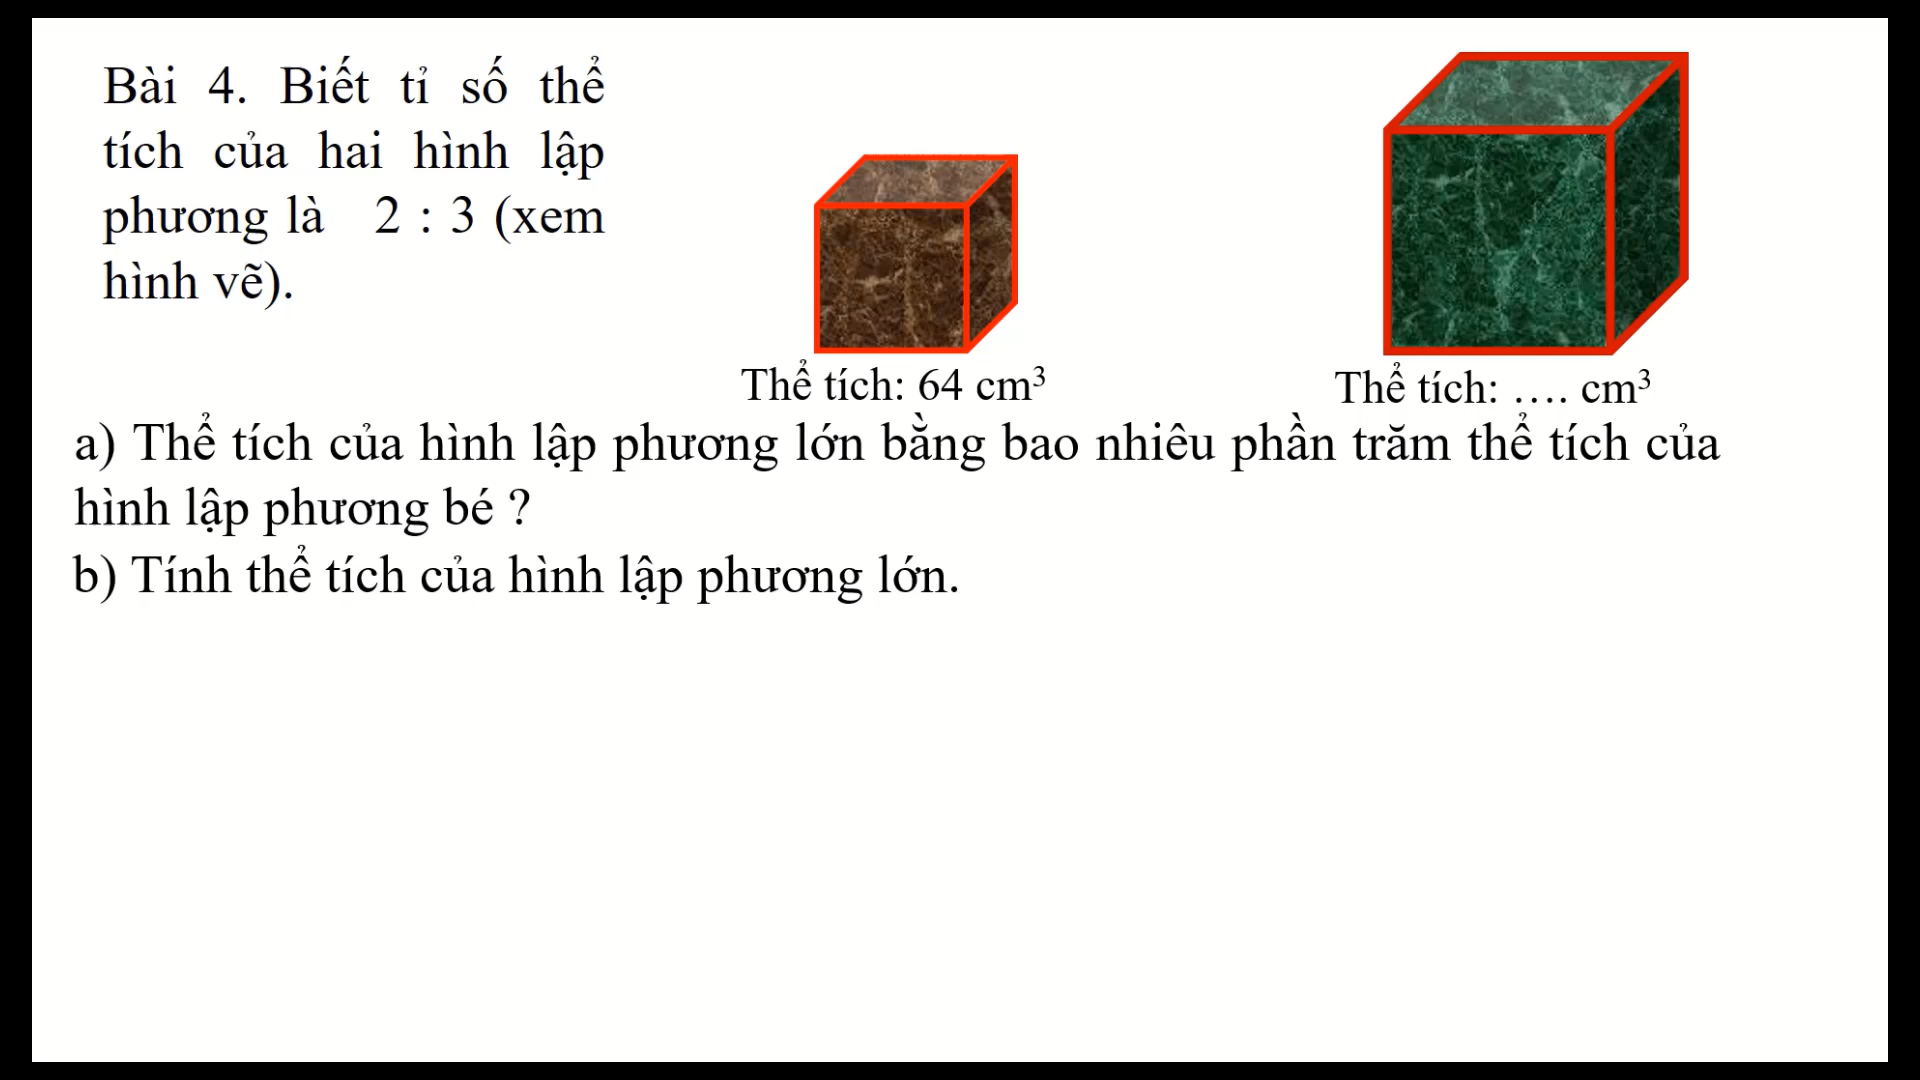 Bài 4. Biết tỉ số thể
tích của hai hình lập
phương là 2 : 3 (xem
hình vẽ).
Thể tích: 64 cm³
Thể tích: …. cm³
a) Thể tích của hình lập phương lớn bằng bao nhiêu phần trăm thể tích của
hình lập phương bé ?
b) Tính thể tích của hình lập phương lớn.